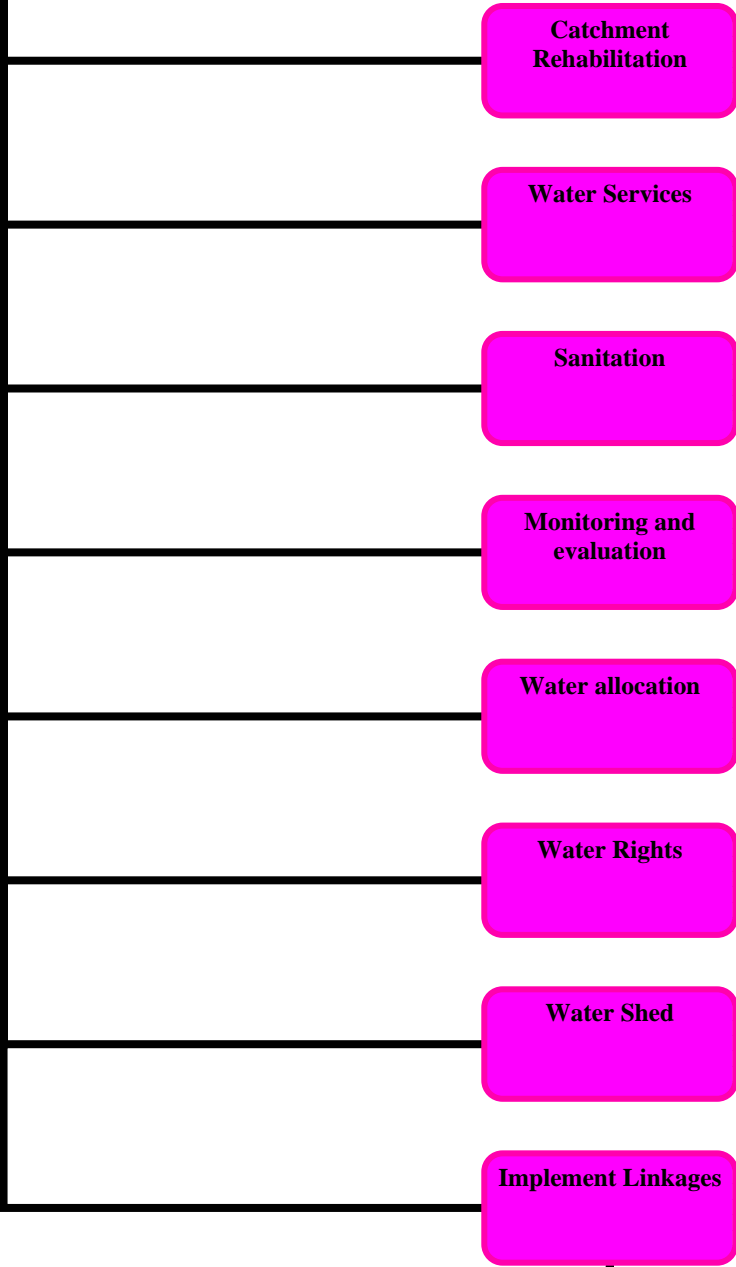 Catchment
Rehabilitation
Water Services
Sanitation
Monitoring and
evaluation
Water allocation
Water Rights
Water Shed
Implement Linkages